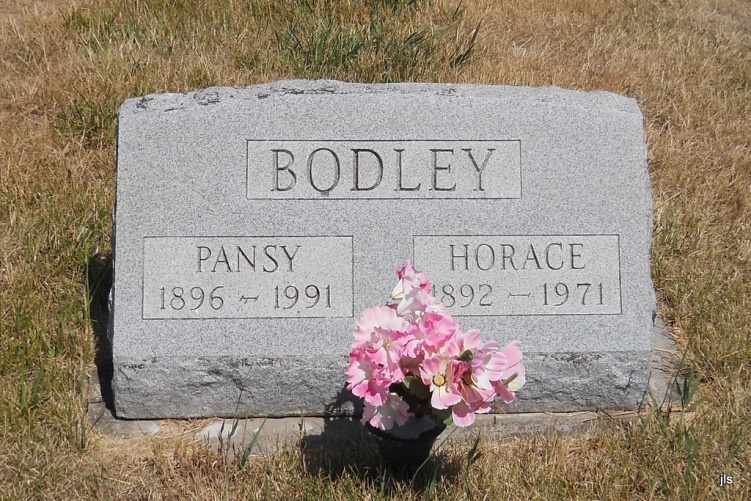 BODLEY
PANSY
1896 - 1991
HORACE
1892 - 1971
jls